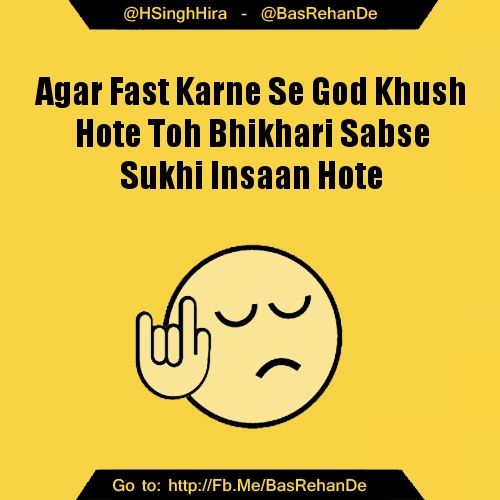 @HSinghHira - @BasRehanDe
Agar Fast Karne Se God Khush
Hote Toh Bhikhari Sabse
Sukhi Insaan Hote
Go to: http://Fb.Me/BasRehanDe